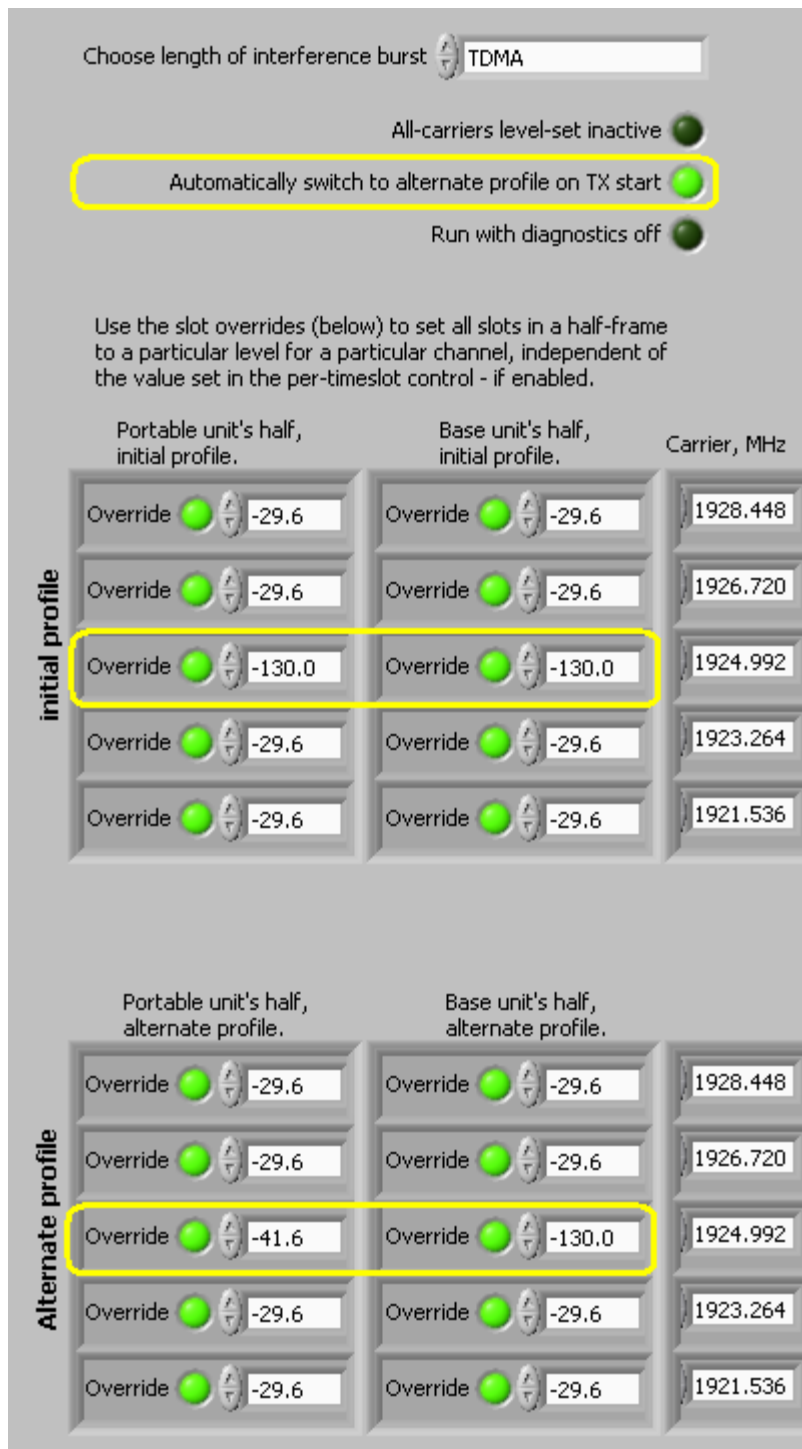 Choose length of interference burst TDMA
All-carriers level-set inactive
Automatically switch to alternate profile on TX start
Run with diagnostics off
Use the slot overrides (below) to set all slots in a half-frame
to a particular level for a particular channel, independent of
the value set in the per-timeslot control - if enabled.
Portable unit's half, Base unit's half,
initial profile. initial profile. Carrier, MHz
initial profile
Override -29.6 Override -29.6 1928.448
Override -29.6 Override -29.6 1926.720
Override -130.0 Override -130.0 1924.992
Override -29.6 Override -29.6 1923.264
Override -29.6 Override -29.6 1921.536
Portable unit's half, Base unit's half,
alternate profile. alternate profile.
Alternate profile
Override -29.6 Override -29.6 1928.448
Override -29.6 Override -29.6 1926.720
Override -41.6 Override -130.0 1924.992
Override -29.6 Override -29.6 1923.264
Override -29.6 Override -29.6 1921.536